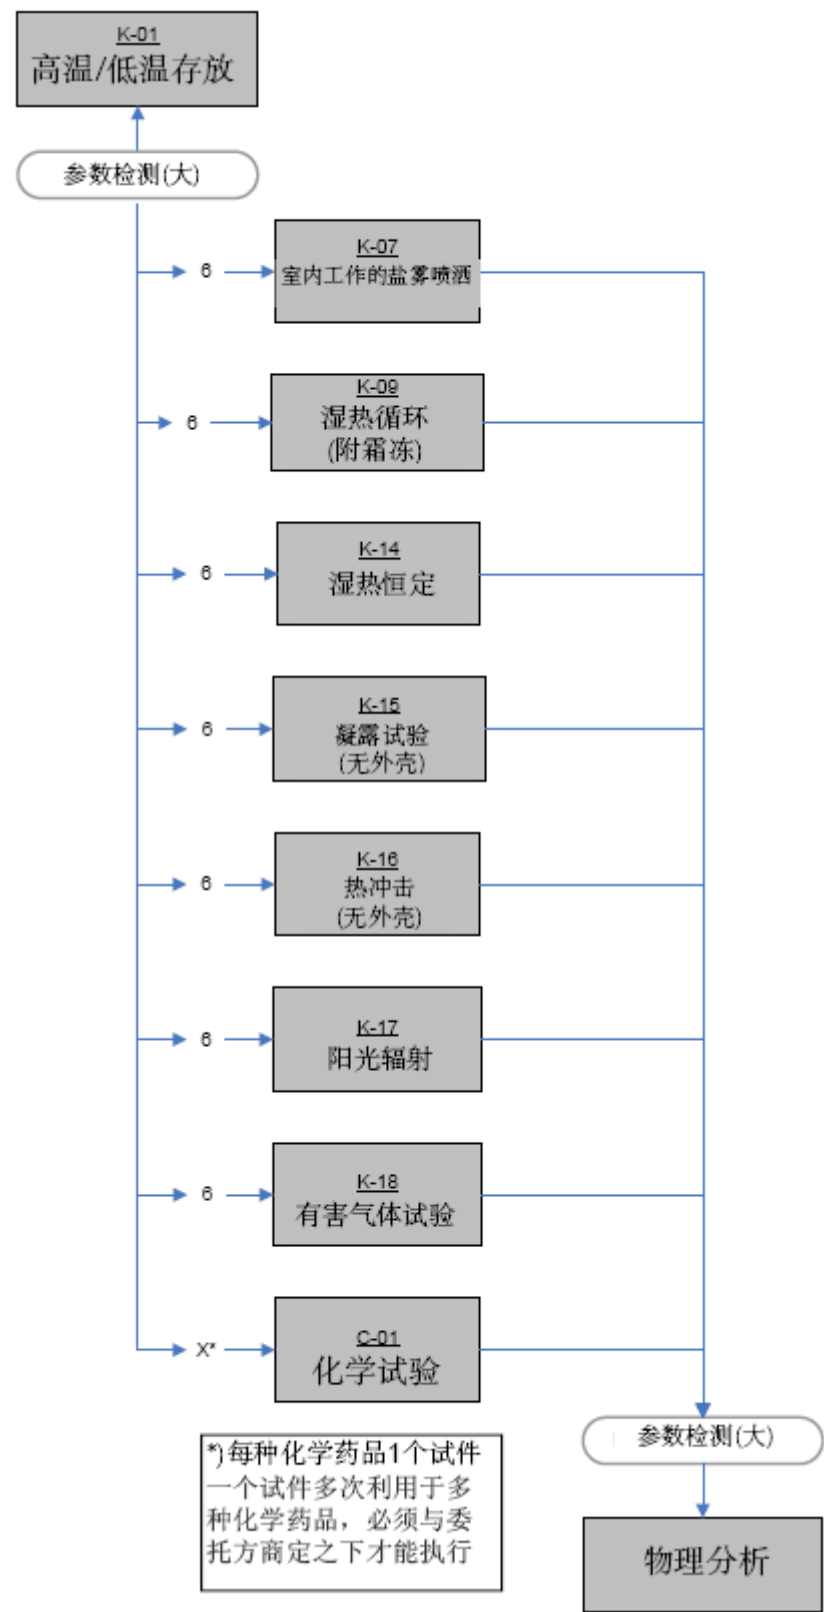 K-01
高温/低温存放
参数检测(大)
6
K-07
室内工作的盐雾喷洒
6
K-09
湿热循环
(附霜冻)
6
K-14
湿热恒定
6
K-15
凝露试验
(无外壳)
6
K-16
热冲击
(无外壳)
6
K-17
阳光辐射
6
K-18
有害气体试验
X*
C-01
化学试验
*)每种化学药品1个试件
一个试件多次利用于多
种化学药品，必须与委
托方商定之下才能执行
参数检测(大)
物理分析